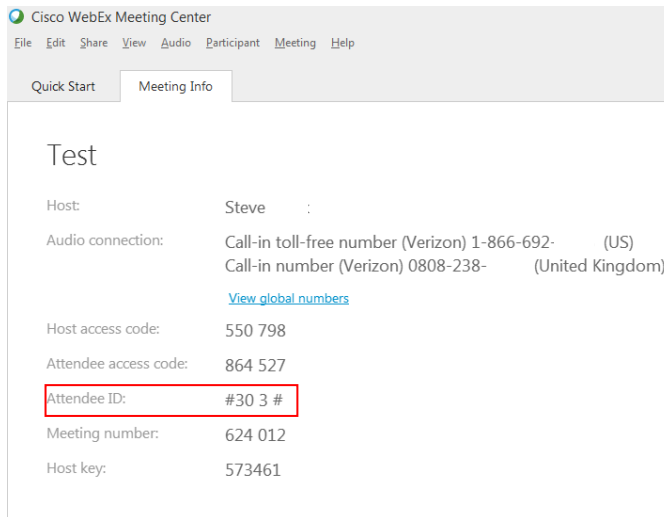 Cisco WebEx Meeting Center
File Edit Share View Audio Participant Meeting Help
Quick Start Meeting Info
Test
Host: Steve :
Audio connection: Call-in toll-free number (Verizon) 1-866-692- (US)
Call-in number (Verizon) 0808-238- (United Kingdom)
View global numbers
Host access code: 550 798
Attendee access code: 864 527
Attendee ID: #30 3 #
Meeting number: 624 012
Host key: 573461